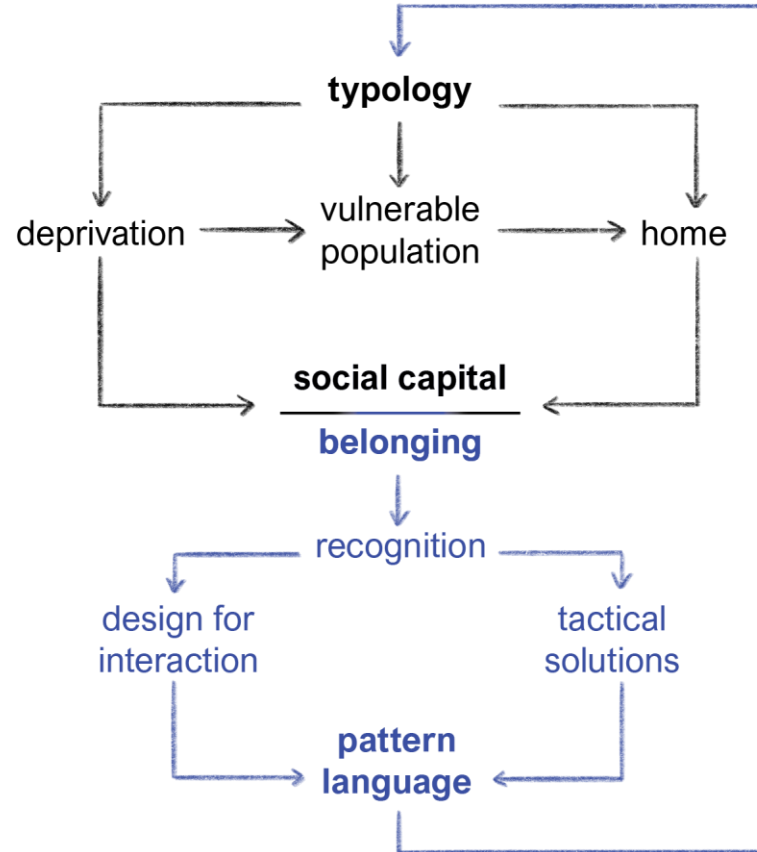 typology
deprivation
vulnerable
population
home
social capital
belonging
recognition
design for
interaction
tactical
solutions
pattern
language